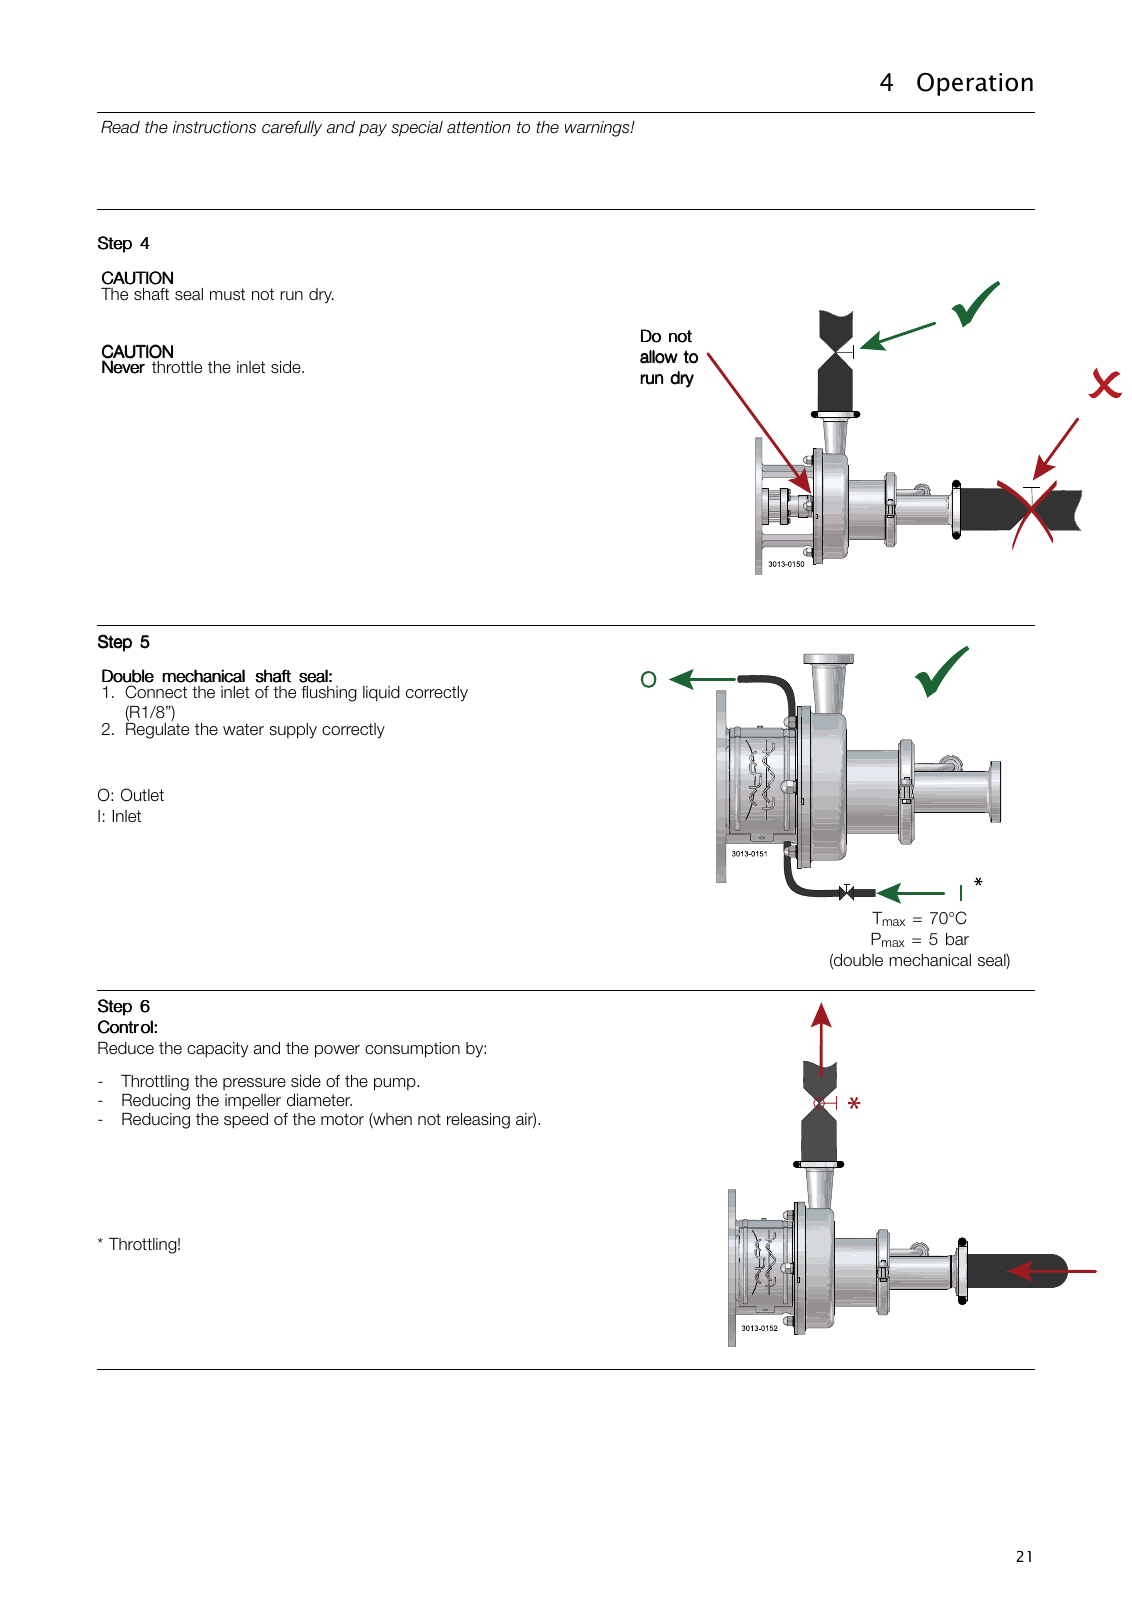 4 Operation
Read the instructions carefully and pay special attention to the warnings!
Step 4
CAUTION
The shaft seal must not run dry.
CAUTION
Never throttle the inlet side.
Do not
allow to
run dry
3013-0150
Step 5
Double mechanical shaft seal:
1. Connect the inlet of the flushing liquid correctly
(R1/8”)
2. Regulate the water supply correctly
O: Outlet
I: Inlet
O
3013-0151
I *
Tmax = 70°C
Pmax = 5 bar
(double mechanical seal)
Step 6
Control:
Reduce the capacity and the power consumption by:
- Throttling the pressure side of the pump.
- Reducing the impeller diameter.
- Reducing the speed of the motor (when not releasing air).
* Throttling!
*
3013-0152
21